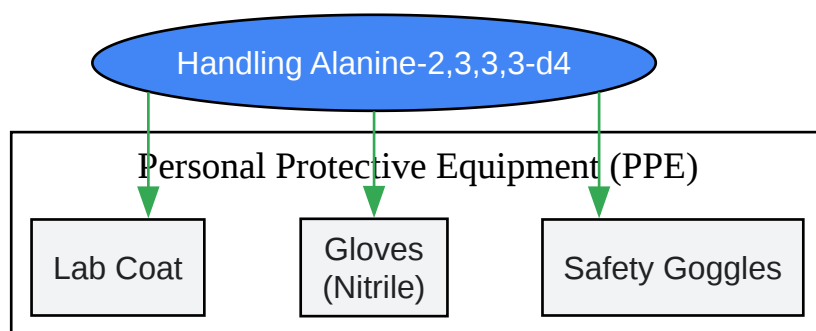 Handling Alanine-2,3,3,3-d4
Personal Protective Equipment (PPE)
Lab Coat
Gloves
(Nitrile)
Safety Goggles